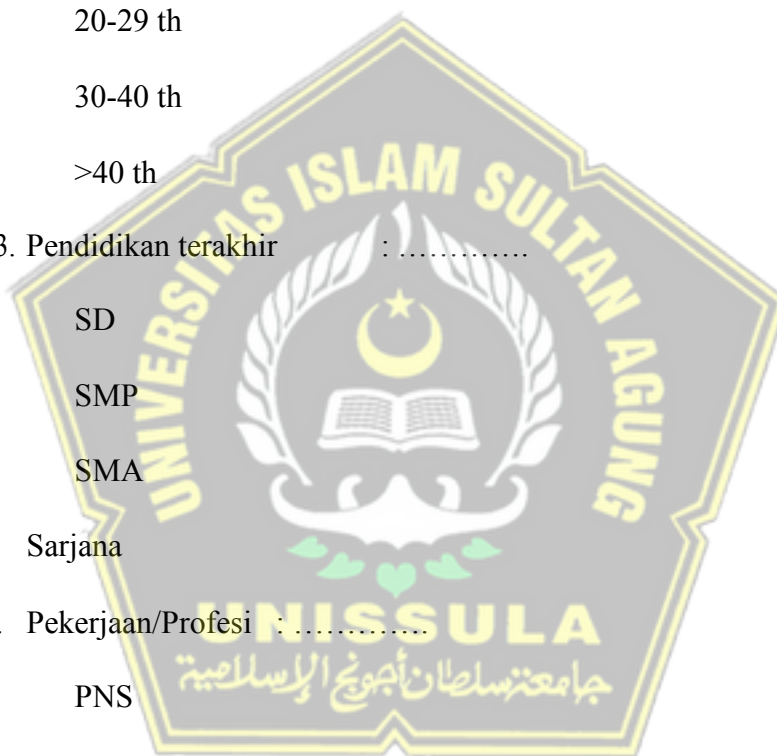 20-29 th
30-40 th
>40 th
3. Pendidikan terakhir : ………….
SD
SMP
SMA
Sarjana
. Pekerjaan/Profesi : ………….
PNS
UNIVERSITAS ISLAM SULTAN AGUNG
UNISSULA
جامعة سلطان أجونج الإسلامية